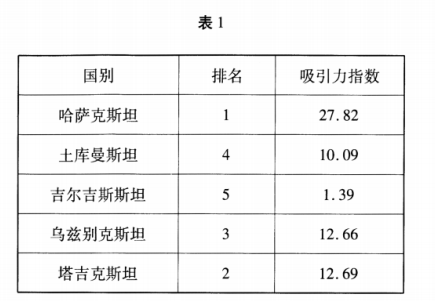 表1
国别 排名 吸引力指数
哈萨克斯坦 1 27.82
土库曼斯坦 4 10.09
吉尔吉斯斯坦 5 1.39
乌兹别克斯坦 3 12.66
塔吉克斯坦 2 12.69